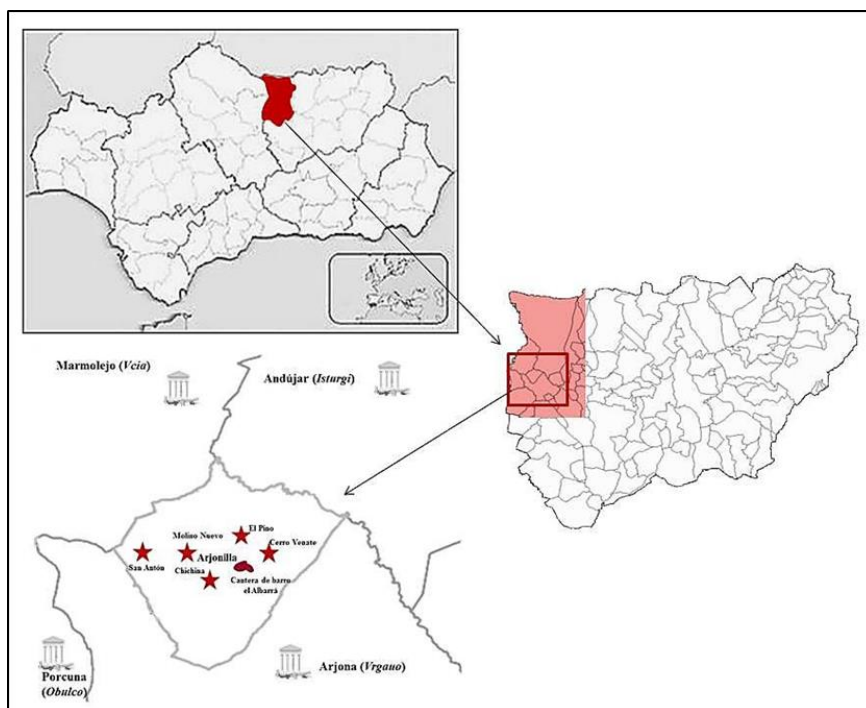 Marmolejo (Vcia)
Andújar (Isturgi)
El Pino
Molino Nuevo
Cerro Venate
Arjonilla
San Antón
Chichina
Cantera de barro
el Albarrá
Porcuna
(Obulco)
Arjona (Vrgauo)